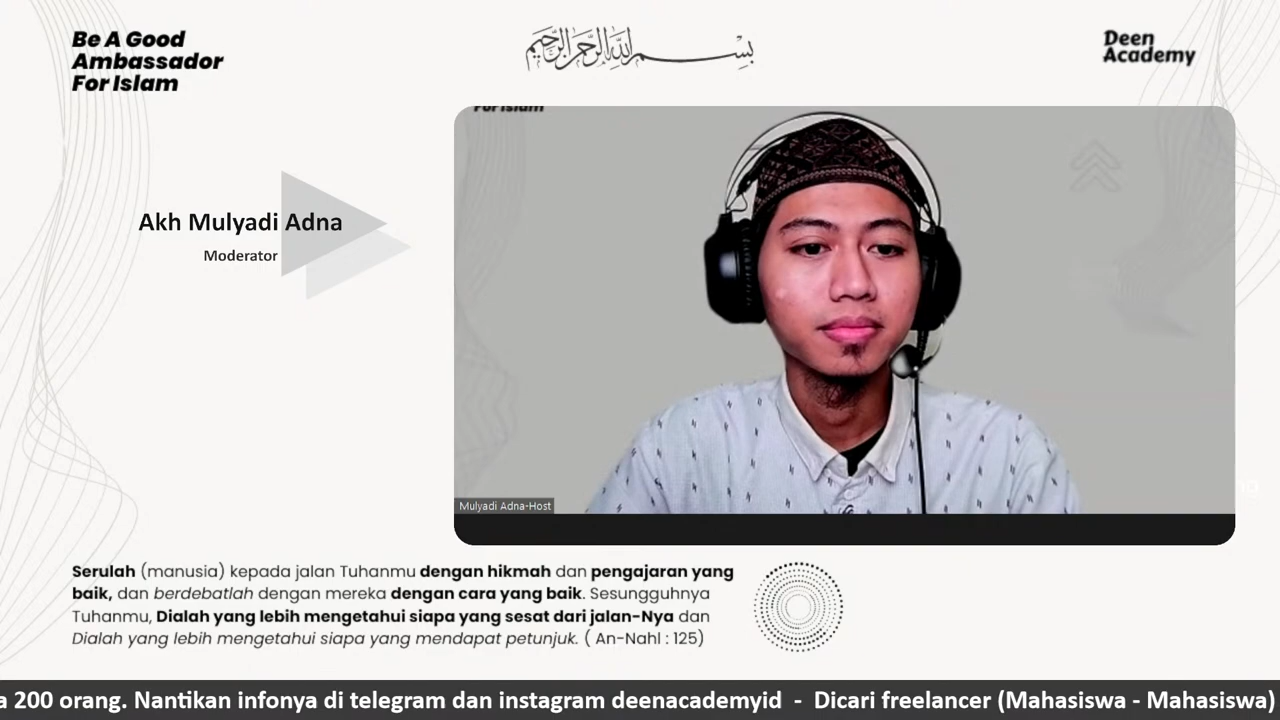 Be A Good
Ambassador
For Islam
بسم الله الرحمن الرحيم
Deen
Academy
For Islam
Akh Mulyadi Adna
Moderator
Mulyadi Adna-Host
Serulah (manusia) kepada jalan Tuhanmu dengan hikmah dan pengajaran yang
baik, dan berdebatlah dengan mereka dengan cara yang baik. Sesungguhnya
Tuhanmu, Dialah yang lebih mengetahui siapa yang sesat dari jalan-Nya dan
Dialah yang lebih mengetahui siapa yang mendapat petunjuk. ( An-Nahl : 125)
a 200 orang. Nantikan infonya di telegram dan instagram deenacademyid - Dicari freelancer (Mahasiswa - Mahasiswa)